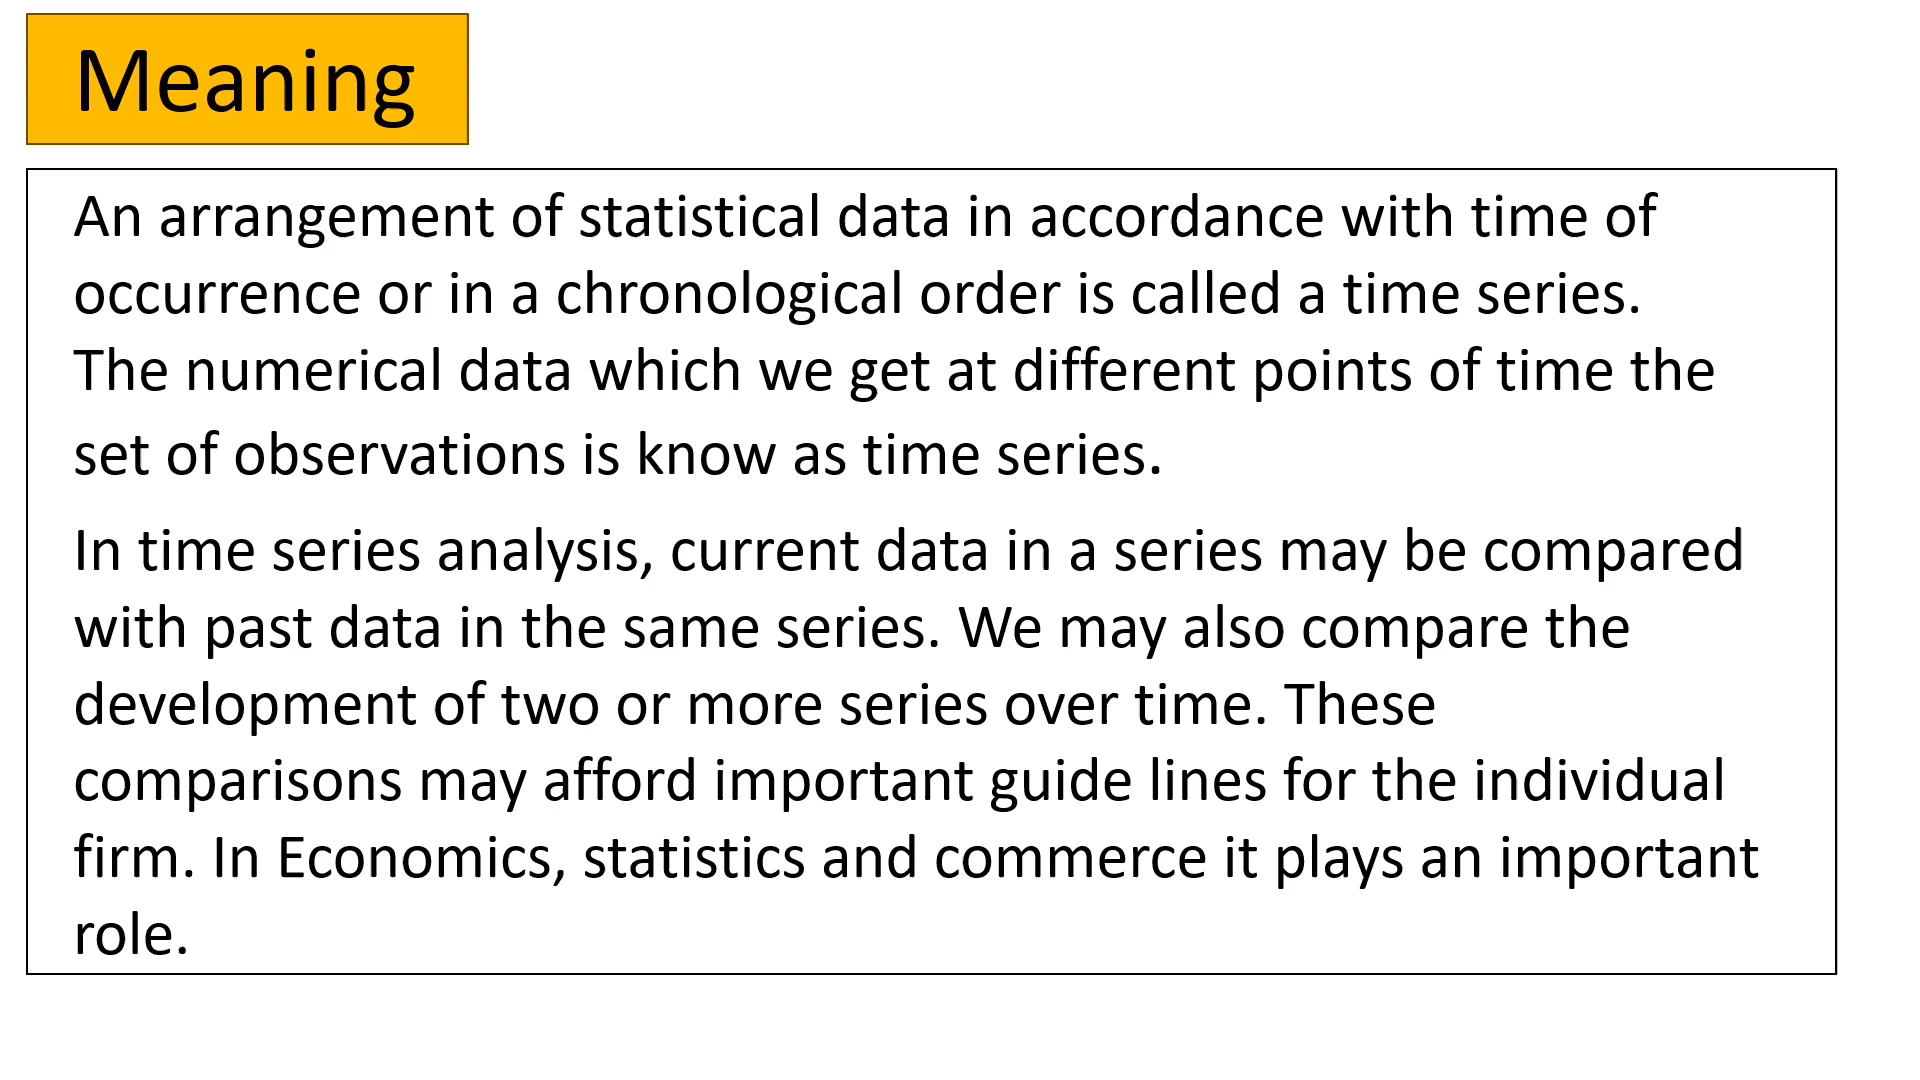 Meaning
An arrangement of statistical data in accordance with time of
occurrence or in a chronological order is called a time series.
The numerical data which we get at different points of time the
set of observations is know as time series.
In time series analysis, current data in a series may be compared
with past data in the same series. We may also compare the
development of two or more series over time. These
comparisons may afford important guide lines for the individual
firm. In Economics, statistics and commerce it plays an important
role.